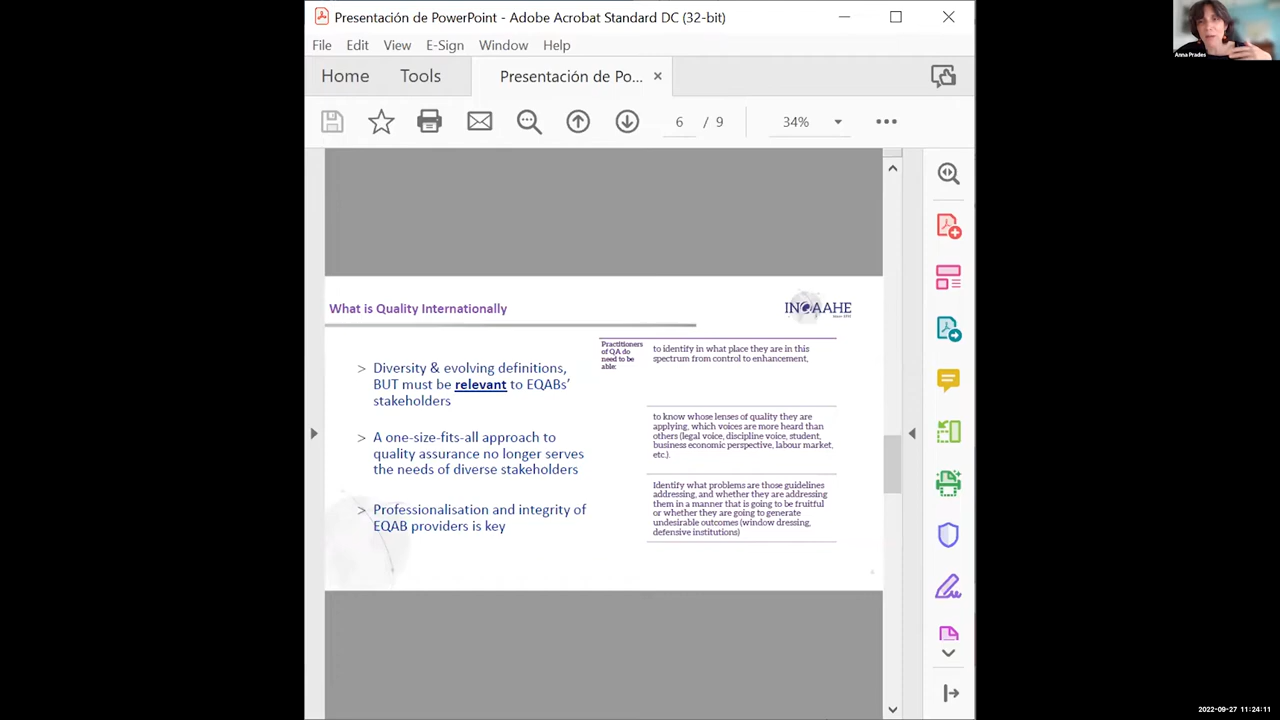 Presentación de PowerPoint - Adobe Acrobat Standard DC (32-bit)
File Edit View E-Sign Window Help
Home Tools Presentación de Po... ×
6 / 9 34%
What is Quality Internationally
INQAAHE
> Diversity & evolving definitions,
BUT must be relevant to EQABs'
stakeholders
> A one-size-fits-all approach to
quality assurance no longer serves
the needs of diverse stakeholders
> Professionalisation and integrity of
EQAB providers is key
Practitioners
of QA do
need to be
able:
to identify in what place they are in this
spectrum from control to enhancement,
to know whose lenses of quality they are
applying, which voices are more heard than
others (legal voice, discipline voice, student,
business economic perspective, labour market,
etc.).
Identify what problems are those guidelines
addressing, and whether they are addressing
them in a manner that is going to be fruitful
or whether they are going to generate
undesirable outcomes (window dressing,
defensive institutions)
Anna Prades
2022-09-27 11:24:11